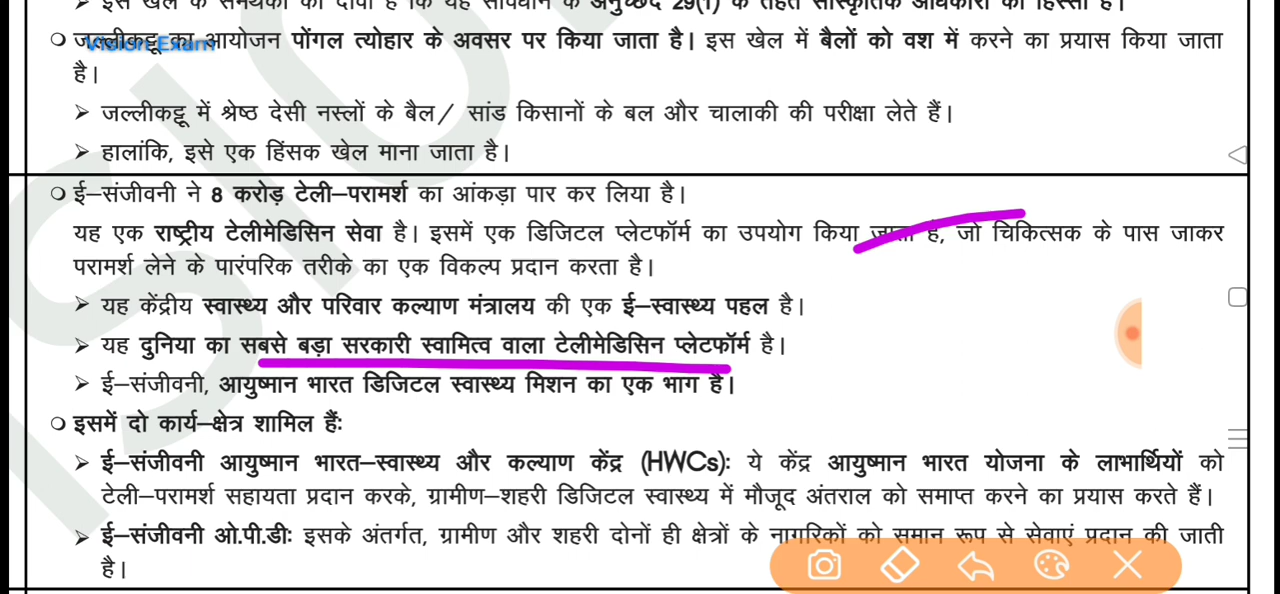 ➢ इस खेल के समर्थकों का दावा है कि यह संविधान के अनुच्छेद 29(1) के तहत सांस्कृतिक अधिकारों का हिस्सा है।
○ जल्लीकट्टू का आयोजन पोंगल त्योहार के अवसर पर किया जाता है। इस खेल में बैलों को वश में करने का प्रयास किया जाता
Vision Exam
है।
➢ जल्लीकट्टू में श्रेष्ठ देसी नस्लों के बैल/ सांड किसानों के बल और चालाकी की परीक्षा लेते हैं।
➢ हालांकि, इसे एक हिंसक खेल माना जाता है।
○ ई–संजीवनी ने 8 करोड़ टेली–परामर्श का आंकड़ा पार कर लिया है।
यह एक राष्ट्रीय टेलीमेडिसिन सेवा है। इसमें एक डिजिटल प्लेटफॉर्म का उपयोग किया जाता है, जो चिकित्सक के पास जाकर
परामर्श लेने के पारंपरिक तरीके का एक विकल्प प्रदान करता है।
➢ यह केंद्रीय स्वास्थ्य और परिवार कल्याण मंत्रालय की एक ई–स्वास्थ्य पहल है।
➢ यह दुनिया का सबसे बड़ा सरकारी स्वामित्व वाला टेलीमेडिसिन प्लेटफॉर्म है।
➢ ई–संजीवनी, आयुष्मान भारत डिजिटल स्वास्थ्य मिशन का एक भाग है।
○ इसमें दो कार्य–क्षेत्र शामिल हैं:
➢ ई–संजीवनी आयुष्मान भारत–स्वास्थ्य और कल्याण केंद्र (HWCs): ये केंद्र आयुष्मान भारत योजना के लाभार्थियों को
टेली–परामर्श सहायता प्रदान करके, ग्रामीण–शहरी डिजिटल स्वास्थ्य में मौजूद अंतराल को समाप्त करने का प्रयास करते हैं।
➢ ई–संजीवनी ओ.पी.डी: इसके अंतर्गत, ग्रामीण और शहरी दोनों ही क्षेत्रों के नागरिकों को समान रूप से सेवाएं प्रदान की जाती
है।